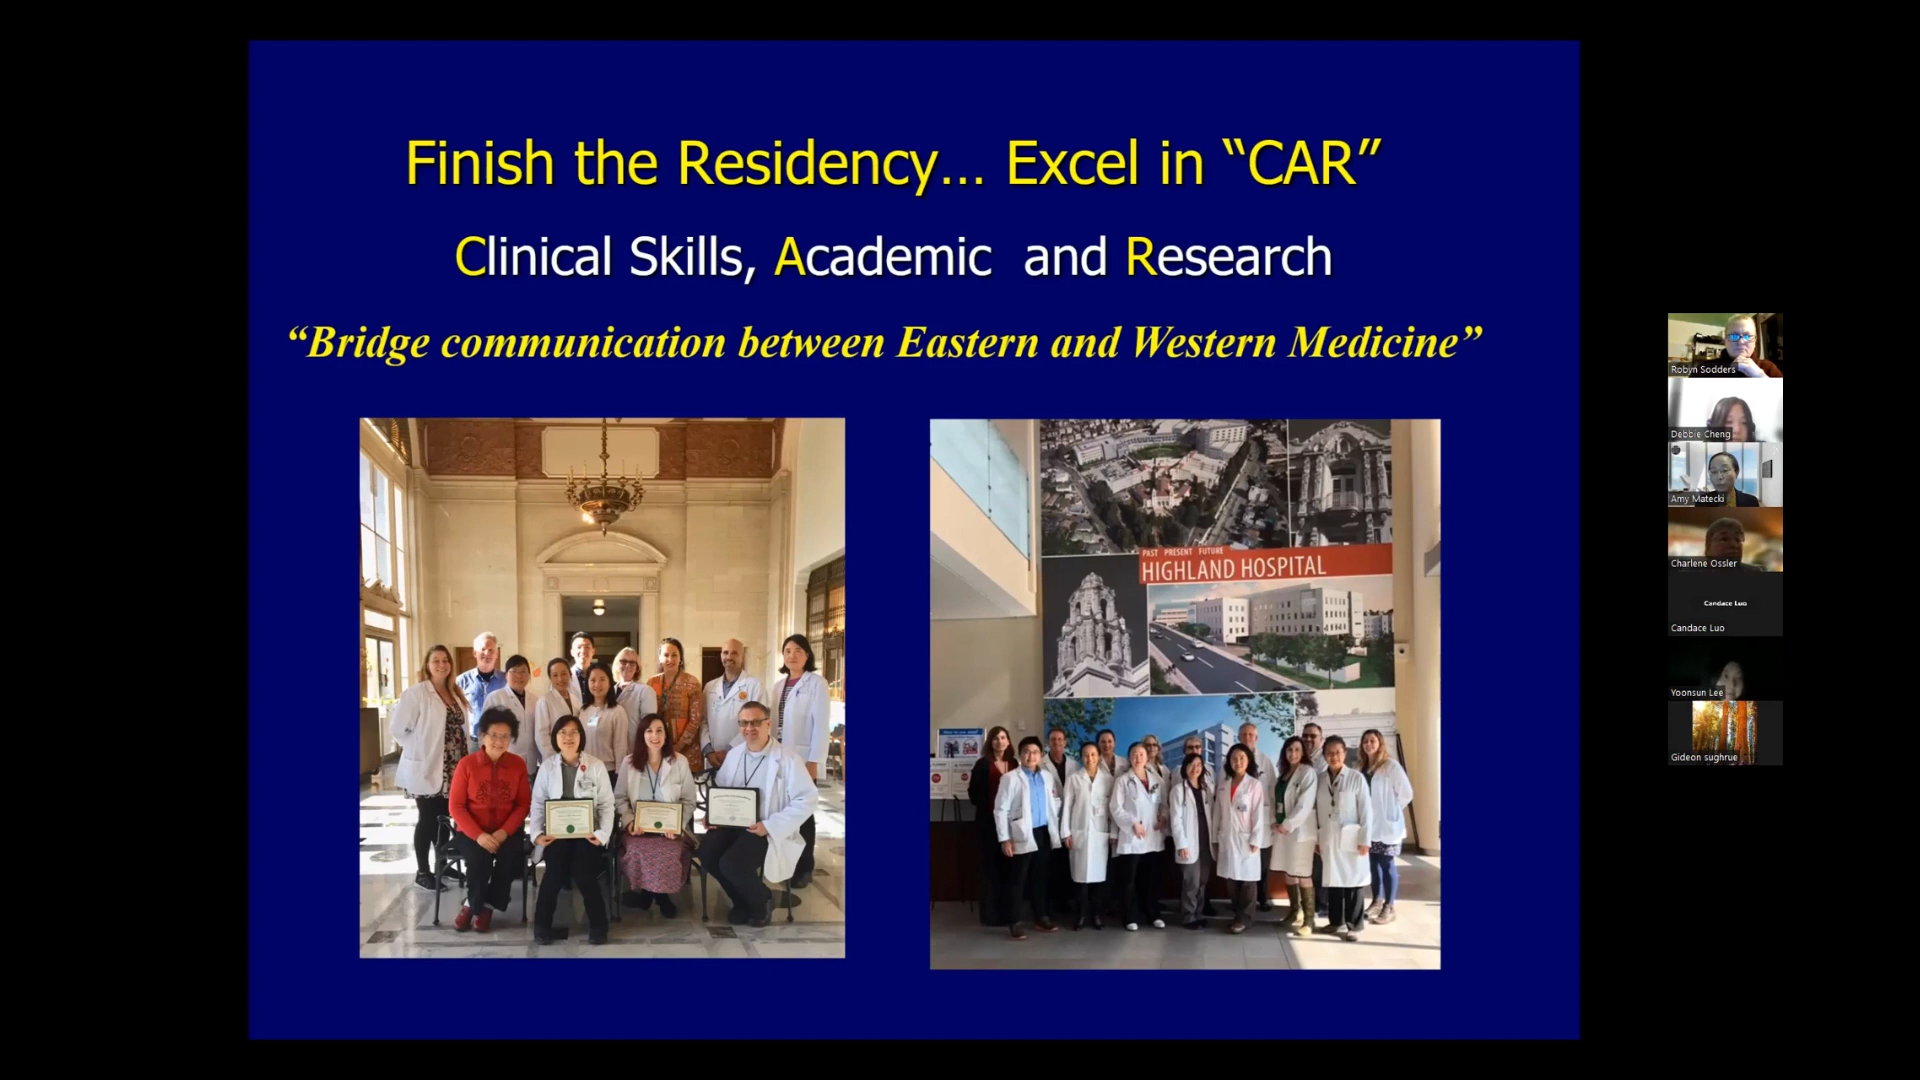 Finish the Residency... Excel in “CAR”
Clinical Skills, Academic and Research
“Bridge communication between Eastern and Western Medicine”
PAST PRESENT FUTURE
HIGHLAND HOSPITAL
Robyn Sodders
Debbie Cheng
Amy Matecki
Charlene Ossler
Candace Luo
Candace Luo
Yoonsun Lee
Gideon sughrue